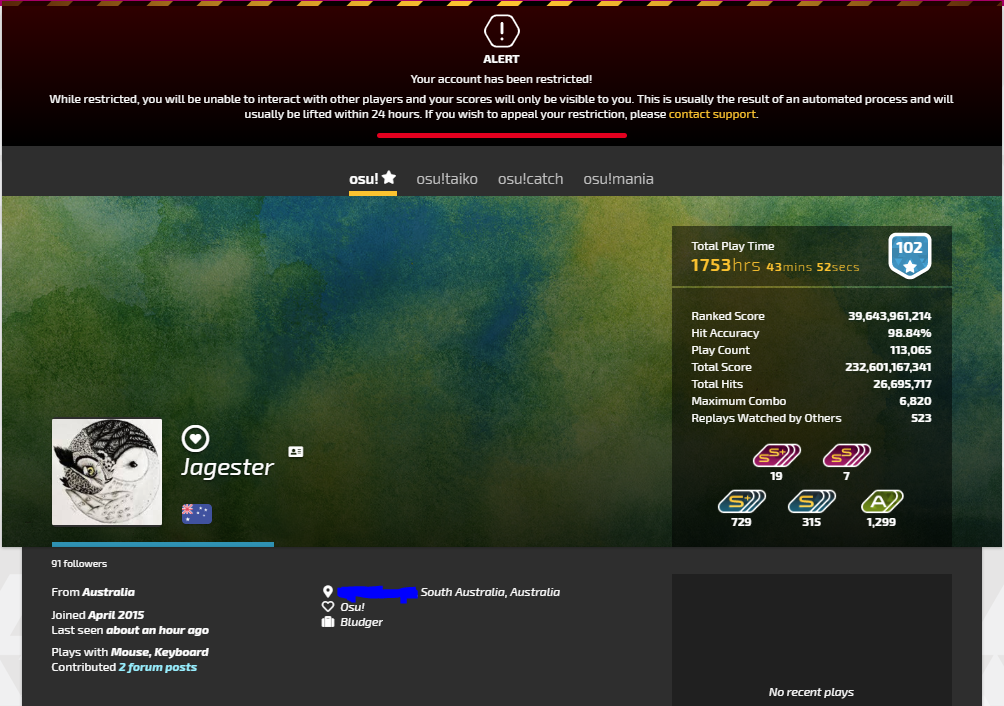 ALERT
Your account has been restricted!
While restricted, you will be unable to interact with other players and your scores will only be visible to you. This is usually the result of an automated process and will
usually be lifted within 24 hours. If you wish to appeal your restriction, please contact support.
osu! osu!taiko osu!catch osu!mania
Total Play Time
1753hrs 43mins 52secs
102
Ranked Score 39,643,961,214
Hit Accuracy 98.84%
Play Count 113,065
Total Score 232,601,167,341
Total Hits 26,695,717
Maximum Combo 6,820
Replays Watched by Others 523
SS+ SS
19 7
S+ S A
729 315 1,299
Jagester
91 followers
From Australia
Joined April 2015
Last seen about an hour ago
Plays with Mouse, Keyboard
Contributed 2 forum posts
South Australia, Australia
Osu!
Bludger
No recent plays